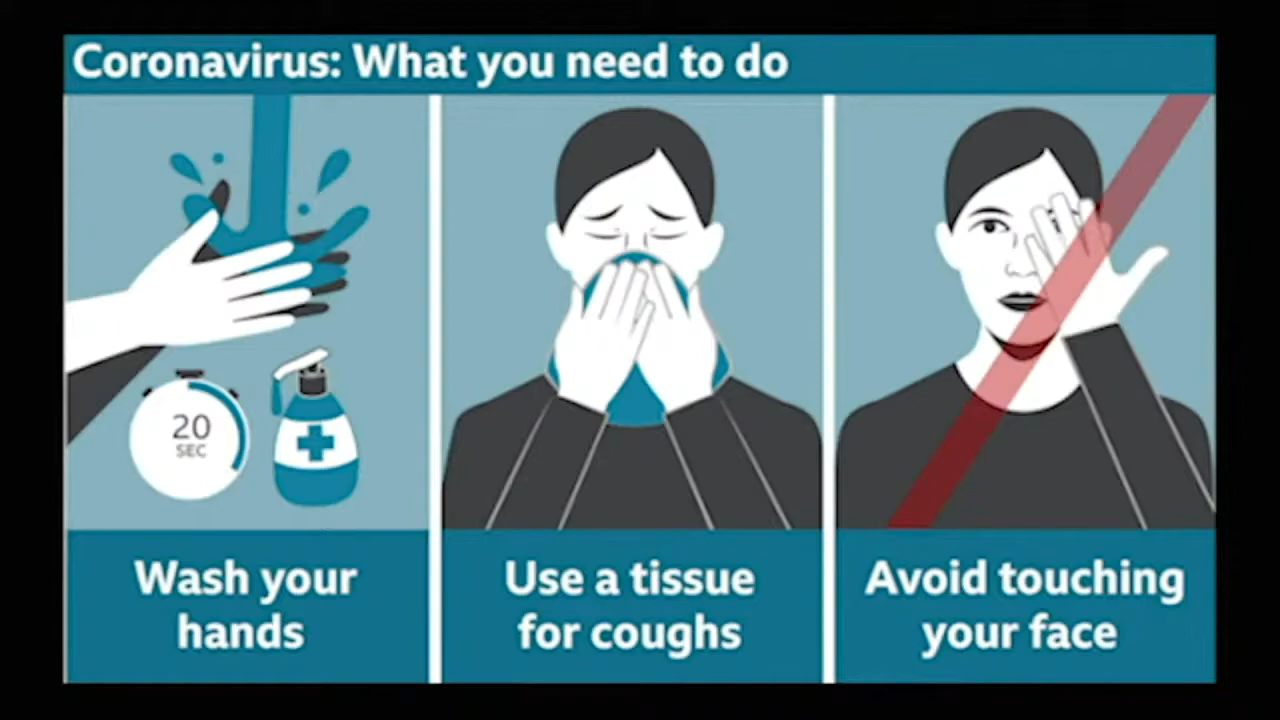 Coronavirus: What you need to do
20
SEC
Wash your
hands
Use a tissue
for coughs
Avoid touching
your face